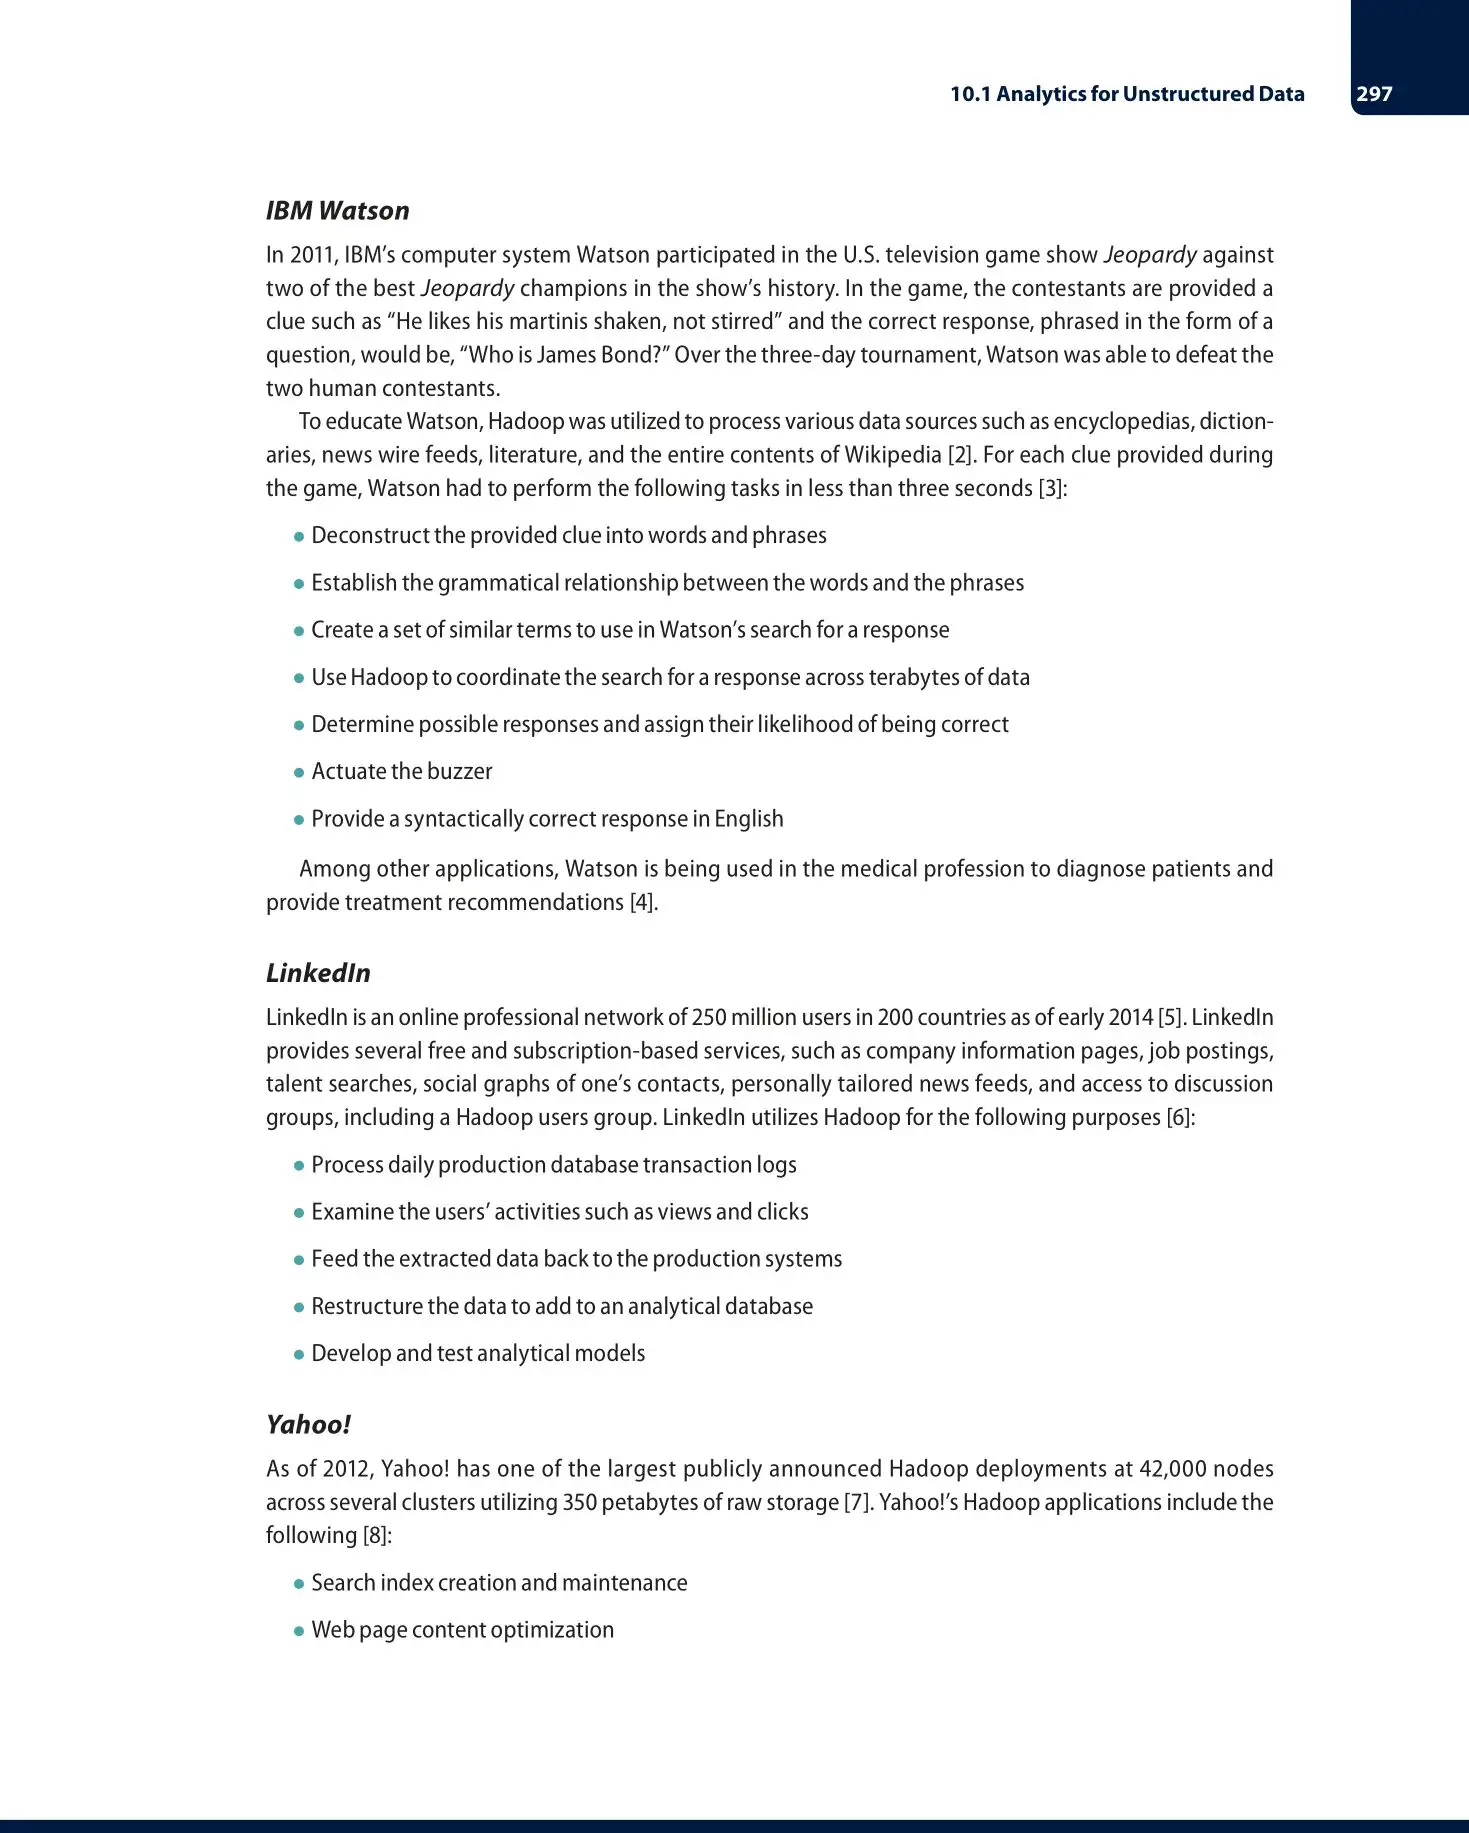 10.1 Analytics for Unstructured Data 297
IBM Watson
In 2011, IBM’s computer system Watson participated in the U.S. television game show Jeopardy against
two of the best Jeopardy champions in the show’s history. In the game, the contestants are provided a
clue such as “He likes his martinis shaken, not stirred” and the correct response, phrased in the form of a
question, would be, “Who is James Bond?” Over the three-day tournament, Watson was able to defeat the
two human contestants.
To educate Watson, Hadoop was utilized to process various data sources such as encyclopedias, diction-
aries, news wire feeds, literature, and the entire contents of Wikipedia [2]. For each clue provided during
the game, Watson had to perform the following tasks in less than three seconds [3]:
● Deconstruct the provided clue into words and phrases
● Establish the grammatical relationship between the words and the phrases
● Create a set of similar terms to use in Watson’s search for a response
● Use Hadoop to coordinate the search for a response across terabytes of data
● Determine possible responses and assign their likelihood of being correct
● Actuate the buzzer
● Provide a syntactically correct response in English
Among other applications, Watson is being used in the medical profession to diagnose patients and
provide treatment recommendations [4].
LinkedIn
LinkedIn is an online professional network of 250 million users in 200 countries as of early 2014 [5]. LinkedIn
provides several free and subscription-based services, such as company information pages, job postings,
talent searches, social graphs of one’s contacts, personally tailored news feeds, and access to discussion
groups, including a Hadoop users group. LinkedIn utilizes Hadoop for the following purposes [6]:
● Process daily production database transaction logs
● Examine the users’ activities such as views and clicks
● Feed the extracted data back to the production systems
● Restructure the data to add to an analytical database
● Develop and test analytical models
Yahoo!
As of 2012, Yahoo! has one of the largest publicly announced Hadoop deployments at 42,000 nodes
across several clusters utilizing 350 petabytes of raw storage [7]. Yahoo!’s Hadoop applications include the
following [8]:
● Search index creation and maintenance
● Web page content optimization